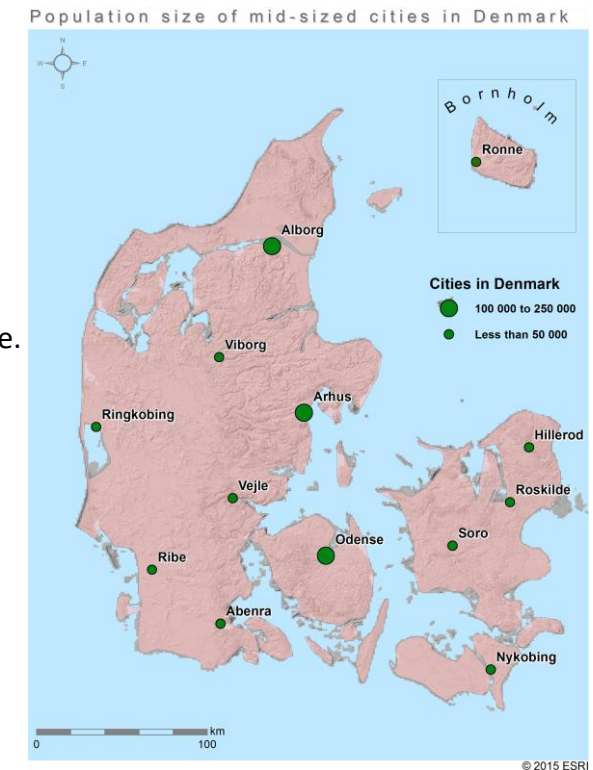 Population size of mid-sized cities in Denmark
N
W E
S
Bornholm
Ronne
Alborg
Cities in Denmark
100 000 to 250 000
Less than 50 000
e.
Viborg
Arhus
Ringkobing
Hillerod
Vejle
Roskilde
Odense
Soro
Ribe
Abenra
Nykobing
km
0 100
© 2015 ESRI